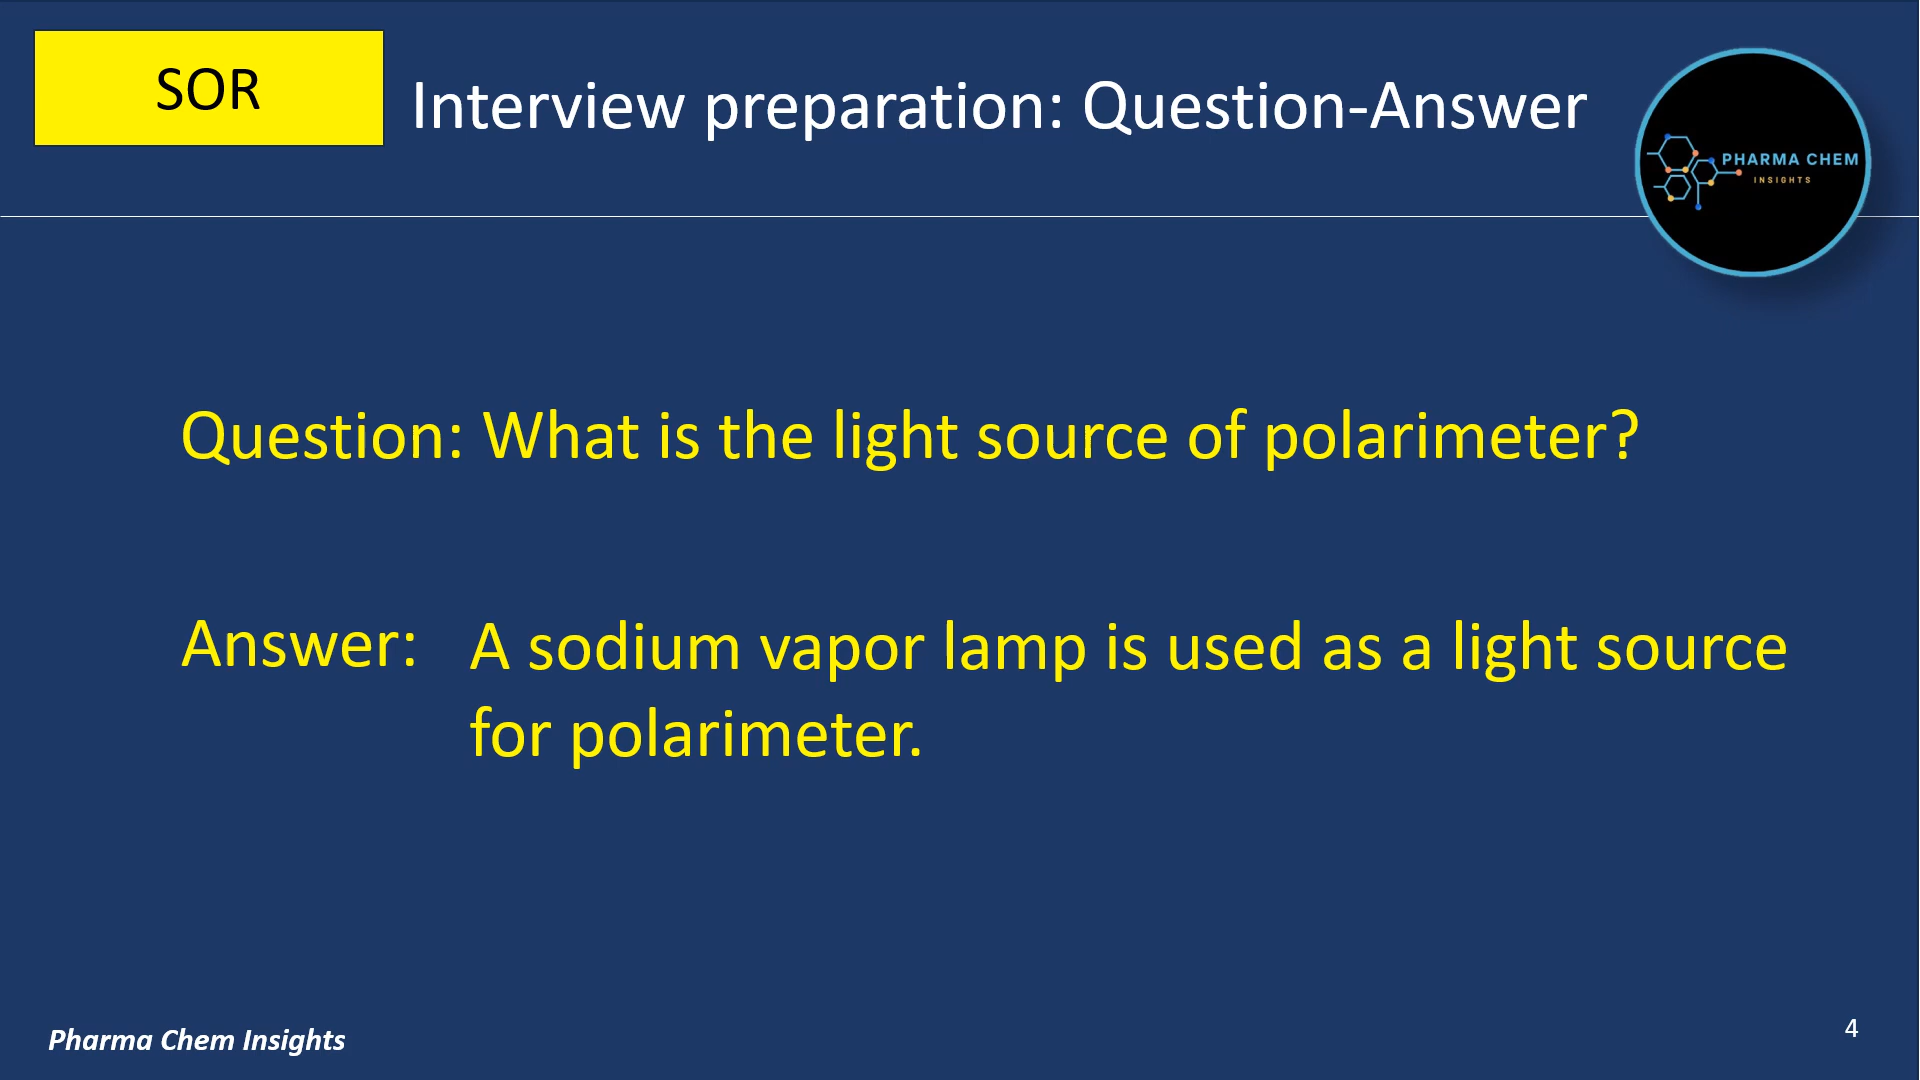 SOR
Interview preparation: Question-Answer
PHARMA CHEM
INSIGHTS
Question: What is the light source of polarimeter?
Answer: A sodium vapor lamp is used as a light source
for polarimeter.
Pharma Chem Insights
4